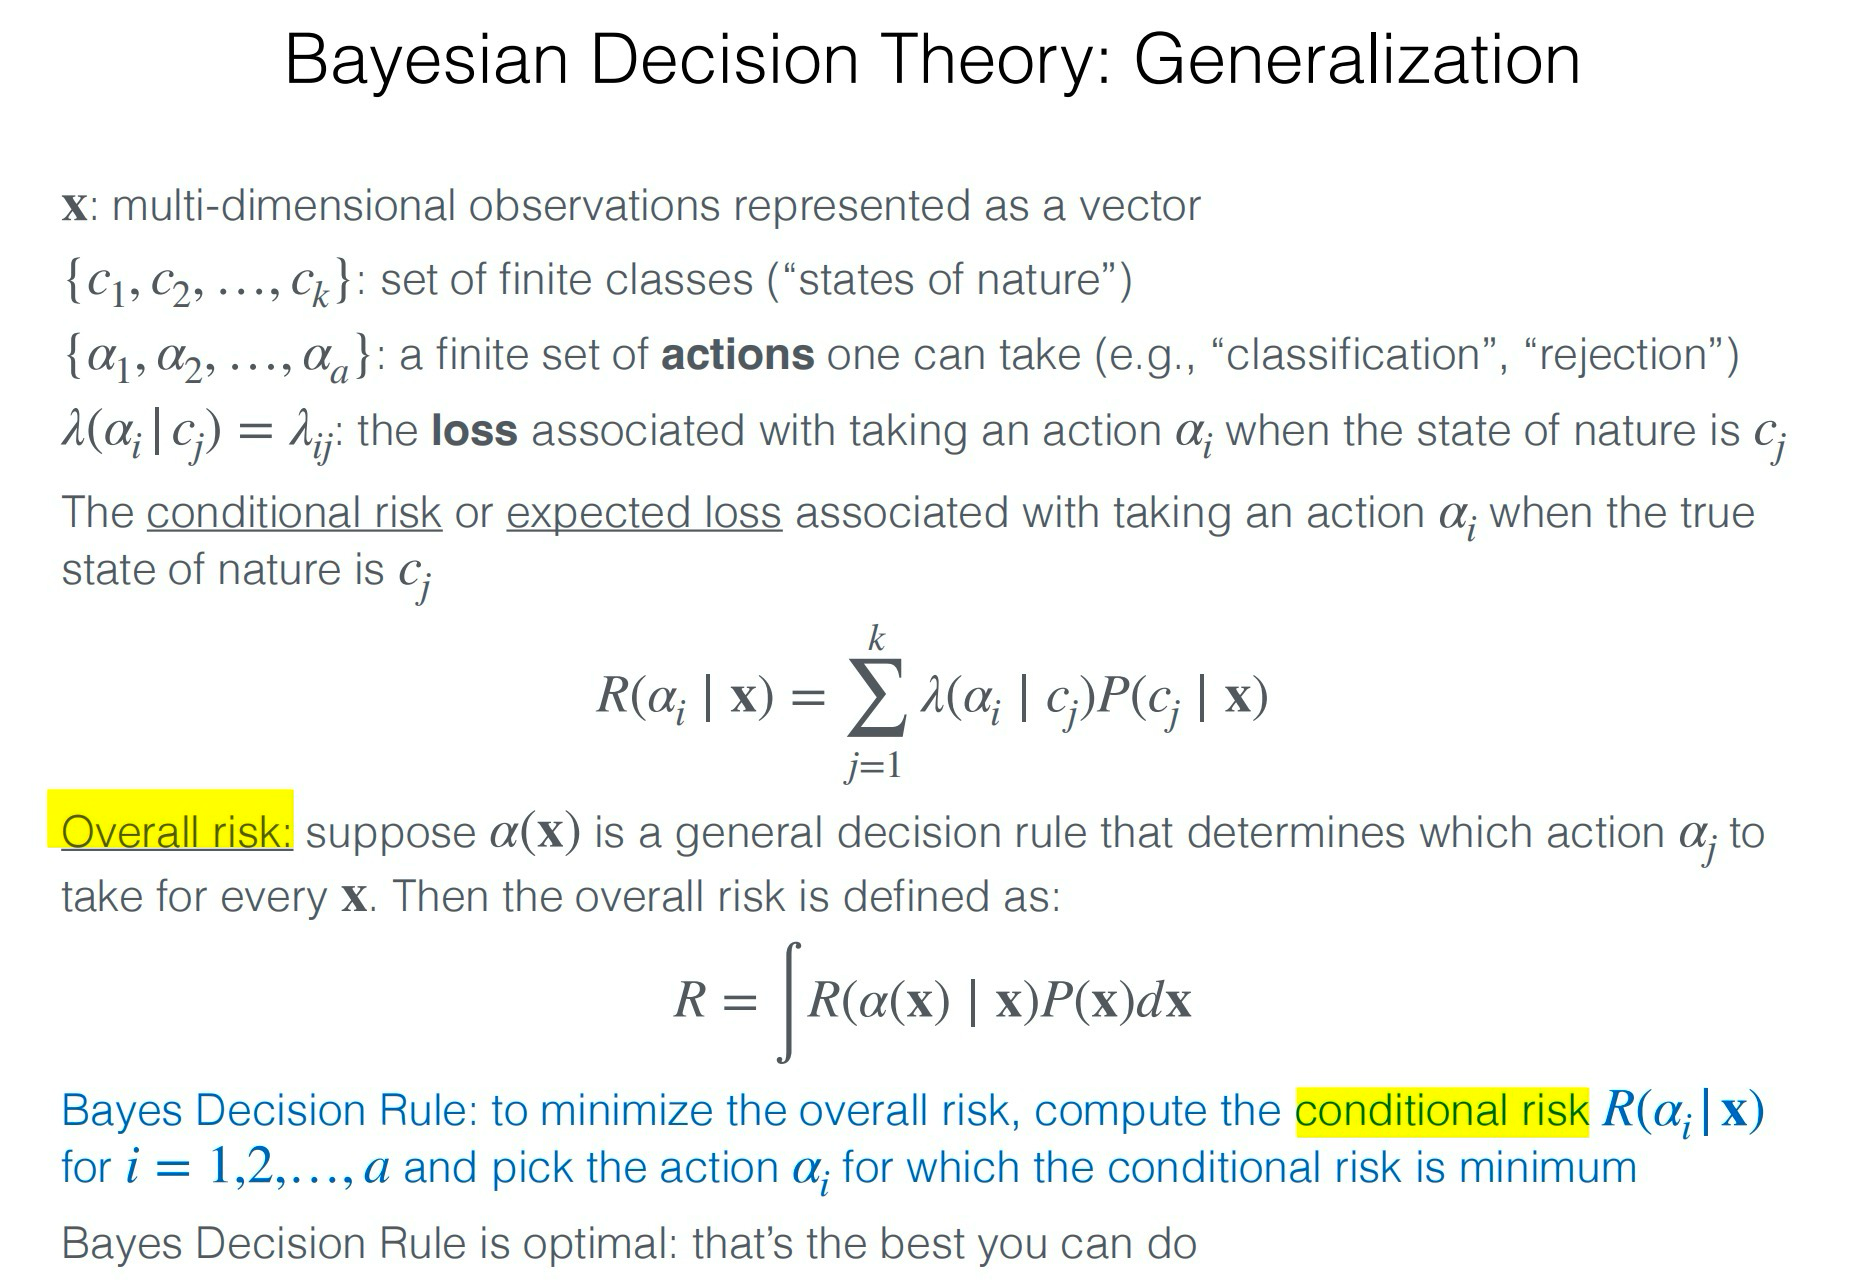 Bayesian Decision Theory: Generalization
𝐱: multi-dimensional observations represented as a vector
{c₁, c₂, …, cₖ}: set of finite classes (“states of nature”)
{α₁, α₂, …, αₐ}: a finite set of actions one can take (e.g., “classification”, “rejection”)
λ(αᵢ | cⱼ) = λᵢⱼ: the loss associated with taking an action αᵢ when the state of nature is cⱼ
The conditional risk or expected loss associated with taking an action αᵢ when the true
state of nature is cⱼ
R(αᵢ | 𝐱) = ∑ⱼ₌₁ᵏ λ(αᵢ | cⱼ)P(cⱼ | 𝐱)
Overall risk: suppose α(𝐱) is a general decision rule that determines which action αⱼ to
take for every 𝐱. Then the overall risk is defined as:
R = ∫ R(α(𝐱) | 𝐱)P(𝐱)d𝐱
Bayes Decision Rule: to minimize the overall risk, compute the conditional risk R(αᵢ | 𝐱)
for i = 1,2,…, a and pick the action αᵢ for which the conditional risk is minimum
Bayes Decision Rule is optimal: that’s the best you can do